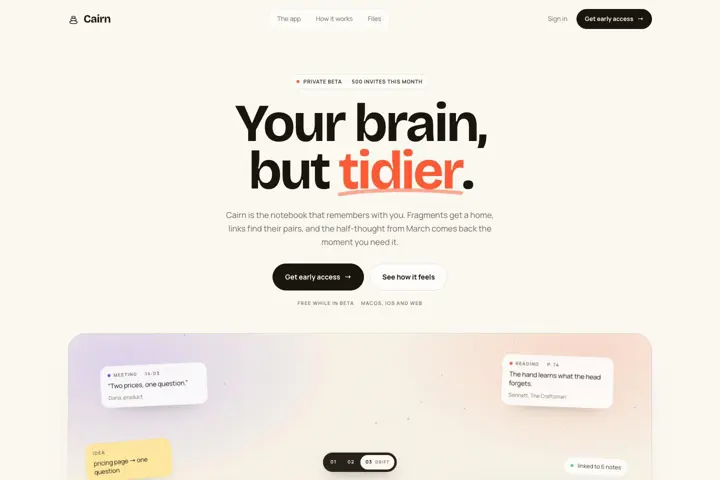 Cairn
The app
How it works
Files
Sign in
Get early access →
PRIVATE BETA 500 INVITES THIS MONTH
Your brain,
but tidier.
Cairn is the notebook that remembers with you. Fragments get a home,
links find their pairs, and the half-thought from March comes back the
moment you need it.
Get early access →
See how it feels
FREE WHILE IN BETA MACOS, IOS AND WEB
MEETING 14:03
"Two prices, one question."
Dana, product
READING P. 74
The hand learns what the head
forgets.
Sennett, The Craftsman
IDEA
pricing page → one
question
01 02 03 DRIFT
linked to 6 notes